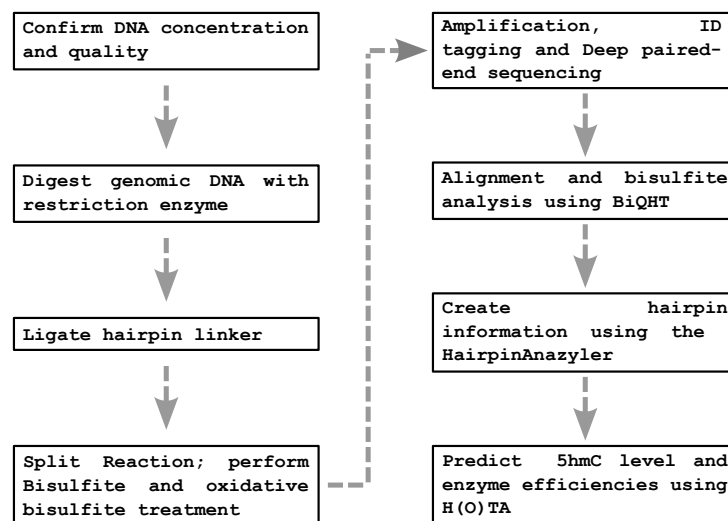 Confirm DNA concentration
and quality
Digest genomic DNA with
restriction enzyme
Ligate hairpin linker
Split Reaction; perform
Bisulfite and oxidative
bisulfite treatment
Amplification, ID
tagging and Deep paired-
end sequencing
Alignment and bisulfite
analysis using BiQHT
Create hairpin
information using the
HairpinAnazyler
Predict 5hmC level and
enzyme efficiencies using
H(O)TA